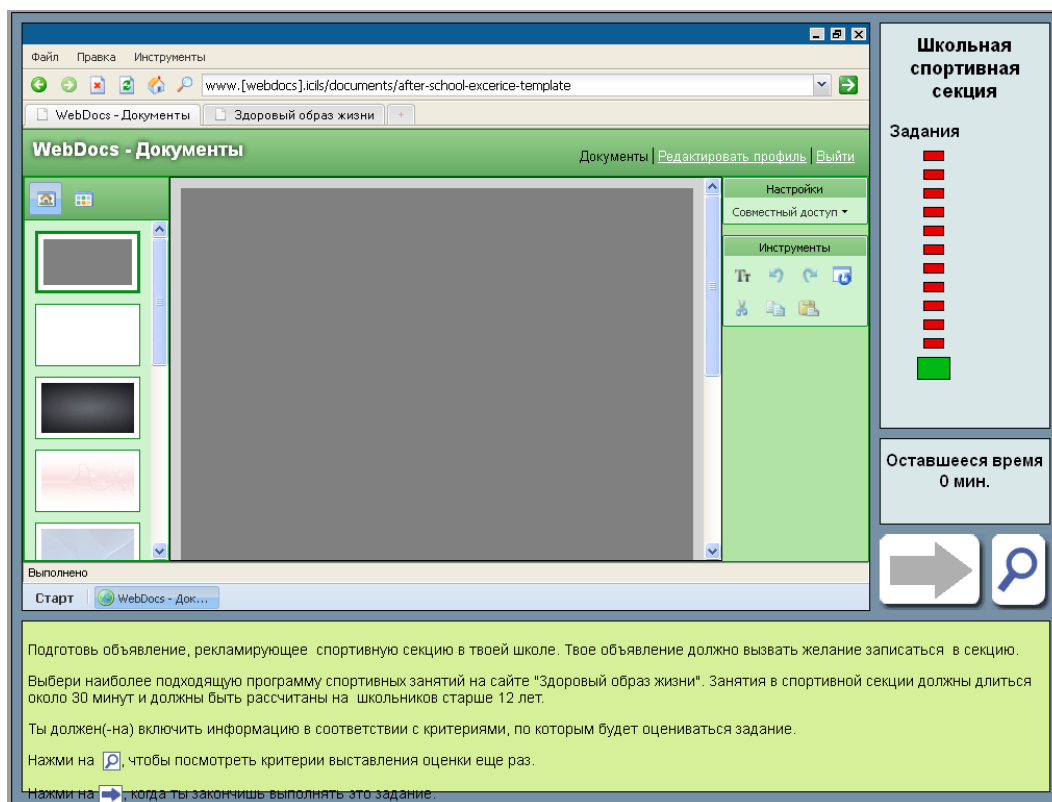 Файл Правка Инструменты
www.[webdocs].icils/documents/after-school-excerice-template
WebDocs - Документы Здоровый образ жизни +
WebDocs - Документы
Документы | Редактировать профиль | Выйти
Настройки
Совместный доступ
Инструменты
Тт
Выполнено
Старт WebDocs - Док...
Школьная
спортивная
секция
Задания
Оставшееся время
0 мин.
Подготовь объявление, рекламирующее спортивную секцию в твоей школе. Твое объявление должно вызвать желание записаться в секцию.
Выбери наиболее подходящую программу спортивных занятий на сайте "Здоровый образ жизни". Занятия в спортивной секции должны длиться
около 30 минут и должны быть рассчитаны на школьников старше 12 лет.
Ты должен(-на) включить информацию в соответствии с критериями, по которым будет оцениваться задание.
Нажми на , чтобы посмотреть критерии выставления оценки еще раз.
Нажми на , когда ты закончишь выполнять это задание.